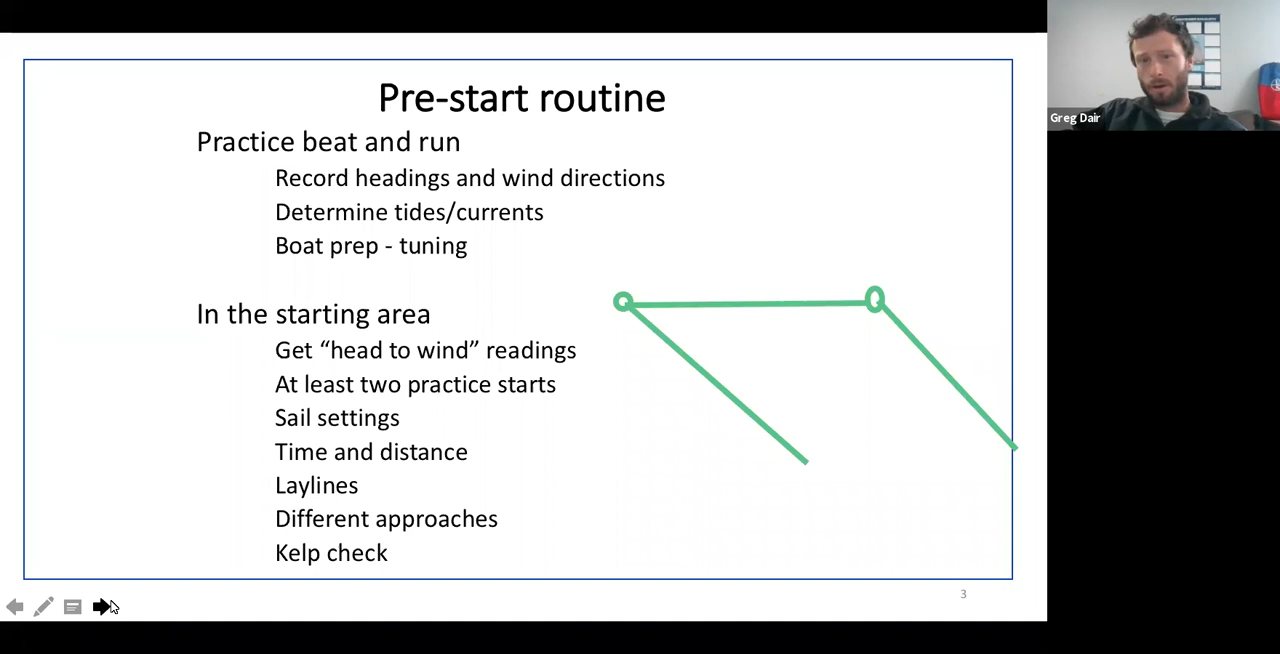 Pre-start routine
Practice beat and run
Record headings and wind directions
Determine tides/currents
Boat prep - tuning
In the starting area
Get “head to wind” readings
At least two practice starts
Sail settings
Time and distance
Laylines
Different approaches
Kelp check
3
Greg Dair